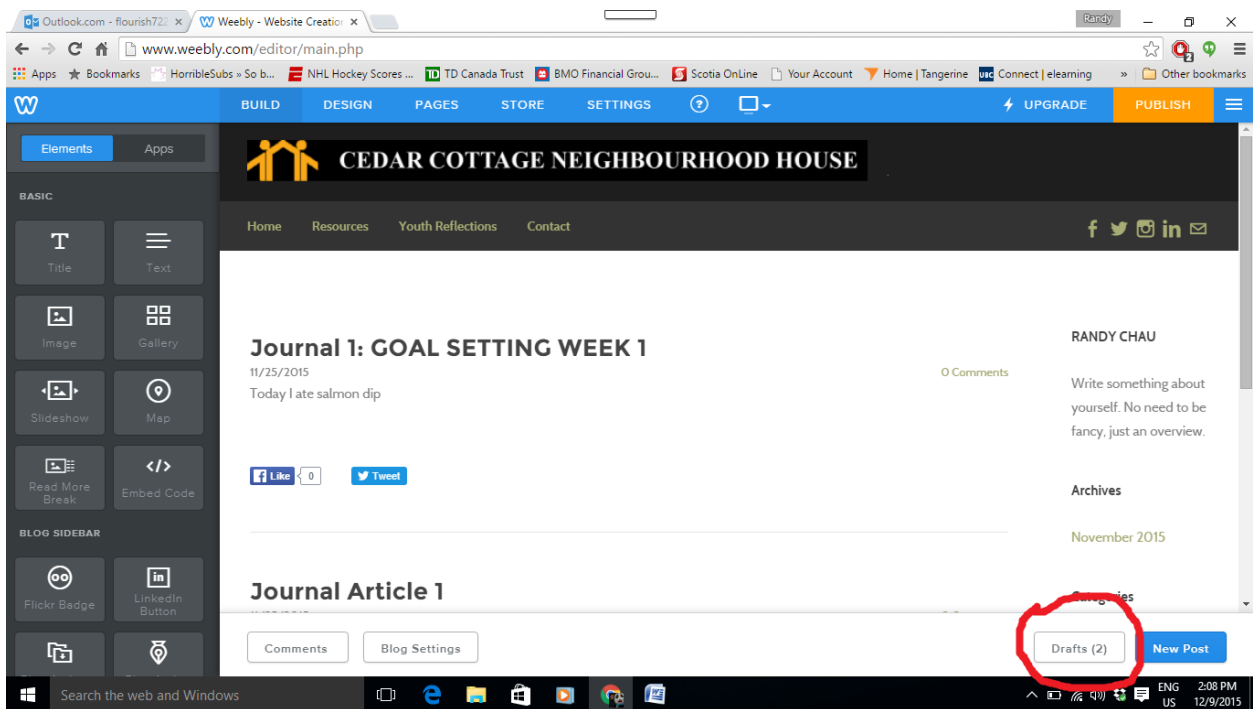 Outlook.com - flourish722
Weebly - Website Creation
Randy
www.weebly.com/editor/main.php
2
Apps Bookmarks HorribleSubs » So b... NHL Hockey Scores ... TD Canada Trust BMO Financial Grou... Scotia OnLine Your Account Home | Tangerine UBC Connect | elearning » Other bookmarks
BUILD DESIGN PAGES STORE SETTINGS ? UPGRADE PUBLISH
Elements Apps
CEDAR COTTAGE NEIGHBOURHOOD HOUSE
BASIC
Home Resources Youth Reflections Contact
Title Text
Image Gallery
Slideshow Map
Read More Break Embed Code
BLOG SIDEBAR
Flickr Badge LinkedIn Button
Journal 1: GOAL SETTING WEEK 1
11/25/2015
0 Comments
Today I ate salmon dip
Like 0 Tweet
Journal Article 1
RANDY CHAU
Write something about
yourself. No need to be
fancy, just an overview.
Archives
November 2015
Categories
Comments Blog Settings Drafts (2) New Post
Search the web and Windows
ENG 2:08 PM
US 12/9/2015